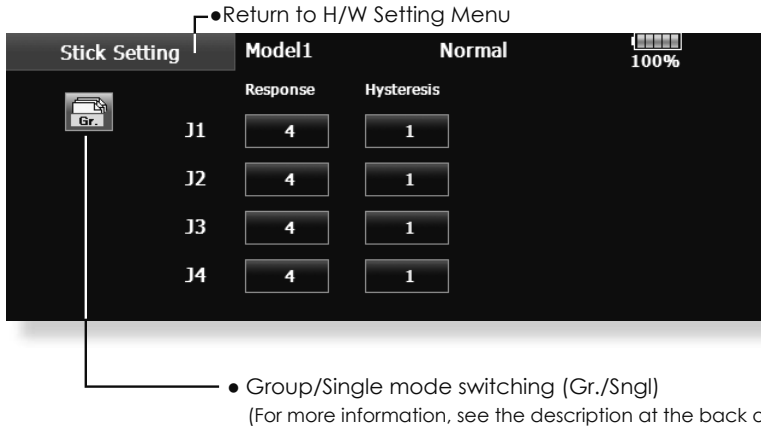 ●Return to H/W Setting Menu
Stick Setting Model1 Normal 100%
Response Hysteresis
Gr.
J1 4 1
J2 4 1
J3 4 1
J4 4 1
● Group/Single mode switching (Gr./Sngl)
(For more information, see the description at the back